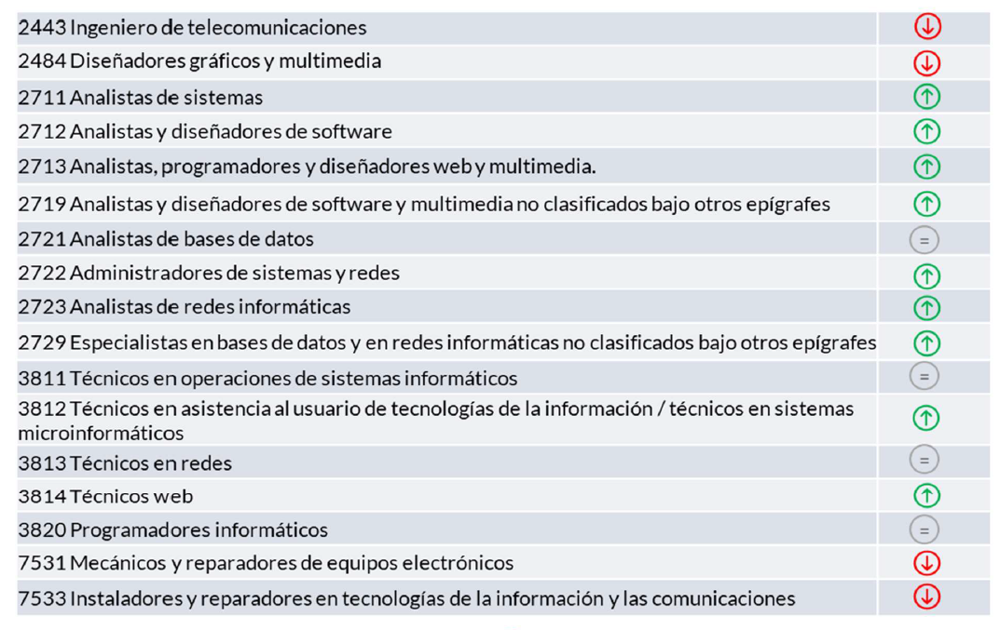 2443 Ingeniero de telecomunicaciones ↓
2484 Diseñadores gráficos y multimedia ↓
2711 Analistas de sistemas ↑
2712 Analistas y diseñadores de software ↑
2713 Analistas, programadores y diseñadores web y multimedia. ↑
2719 Analistas y diseñadores de software y multimedia no clasificados bajo otros epígrafes ↑
2721 Analistas de bases de datos =
2722 Administradores de sistemas y redes ↑
2723 Analistas de redes informáticas ↑
2729 Especialistas en bases de datos y en redes informáticas no clasificados bajo otros epígrafes ↑
3811 Técnicos en operaciones de sistemas informáticos =
3812 Técnicos en asistencia al usuario de tecnologías de la información / técnicos en sistemas
microinformáticos ↑
3813 Técnicos en redes =
3814 Técnicos web ↑
3820 Programadores informáticos =
7531 Mecánicos y reparadores de equipos electrónicos ↓
7533 Instaladores y reparadores en tecnologías de la información y las comunicaciones ↓